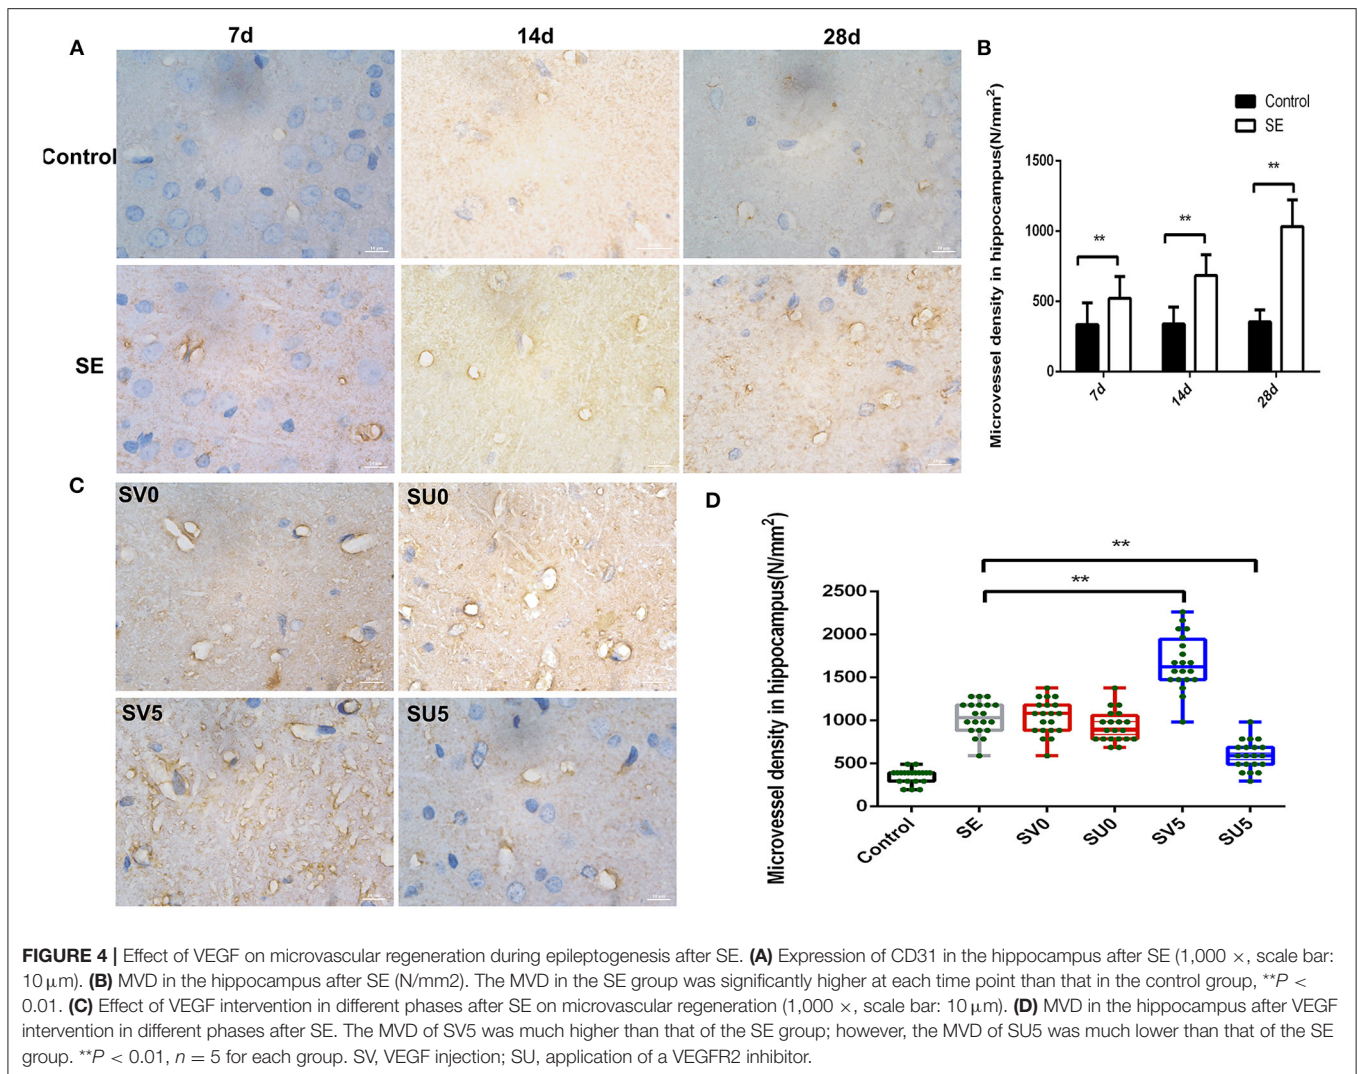 A
7d
14d
28d
Control
SE
B
Microvessel density in hippocampus(N/mm²)
Control
SE
1500
1000
500
0
**
**
**
7d
14d
28d
C
SV0
SU0
SV5
SU5
D
Microvessel density in hippocampus(N/mm²)
**
**
2500
2000
1500
1000
500
0
Control
SE
SV0
SU0
SV5
SU5
FIGURE 4 | Effect of VEGF on microvascular regeneration during epileptogenesis after SE. (A) Expression of CD31 in the hippocampus after SE (1,000 ×, scale bar:
10 μm). (B) MVD in the hippocampus after SE (N/mm2). The MVD in the SE group was significantly higher at each time point than that in the control group, **P <
0.01. (C) Effect of VEGF intervention in different phases after SE on microvascular regeneration (1,000 ×, scale bar: 10 μm). (D) MVD in the hippocampus after VEGF
intervention in different phases after SE. The MVD of SV5 was much higher than that of the SE group; however, the MVD of SU5 was much lower than that of the SE
group. **P < 0.01, n = 5 for each group. SV, VEGF injection; SU, application of a VEGFR2 inhibitor.